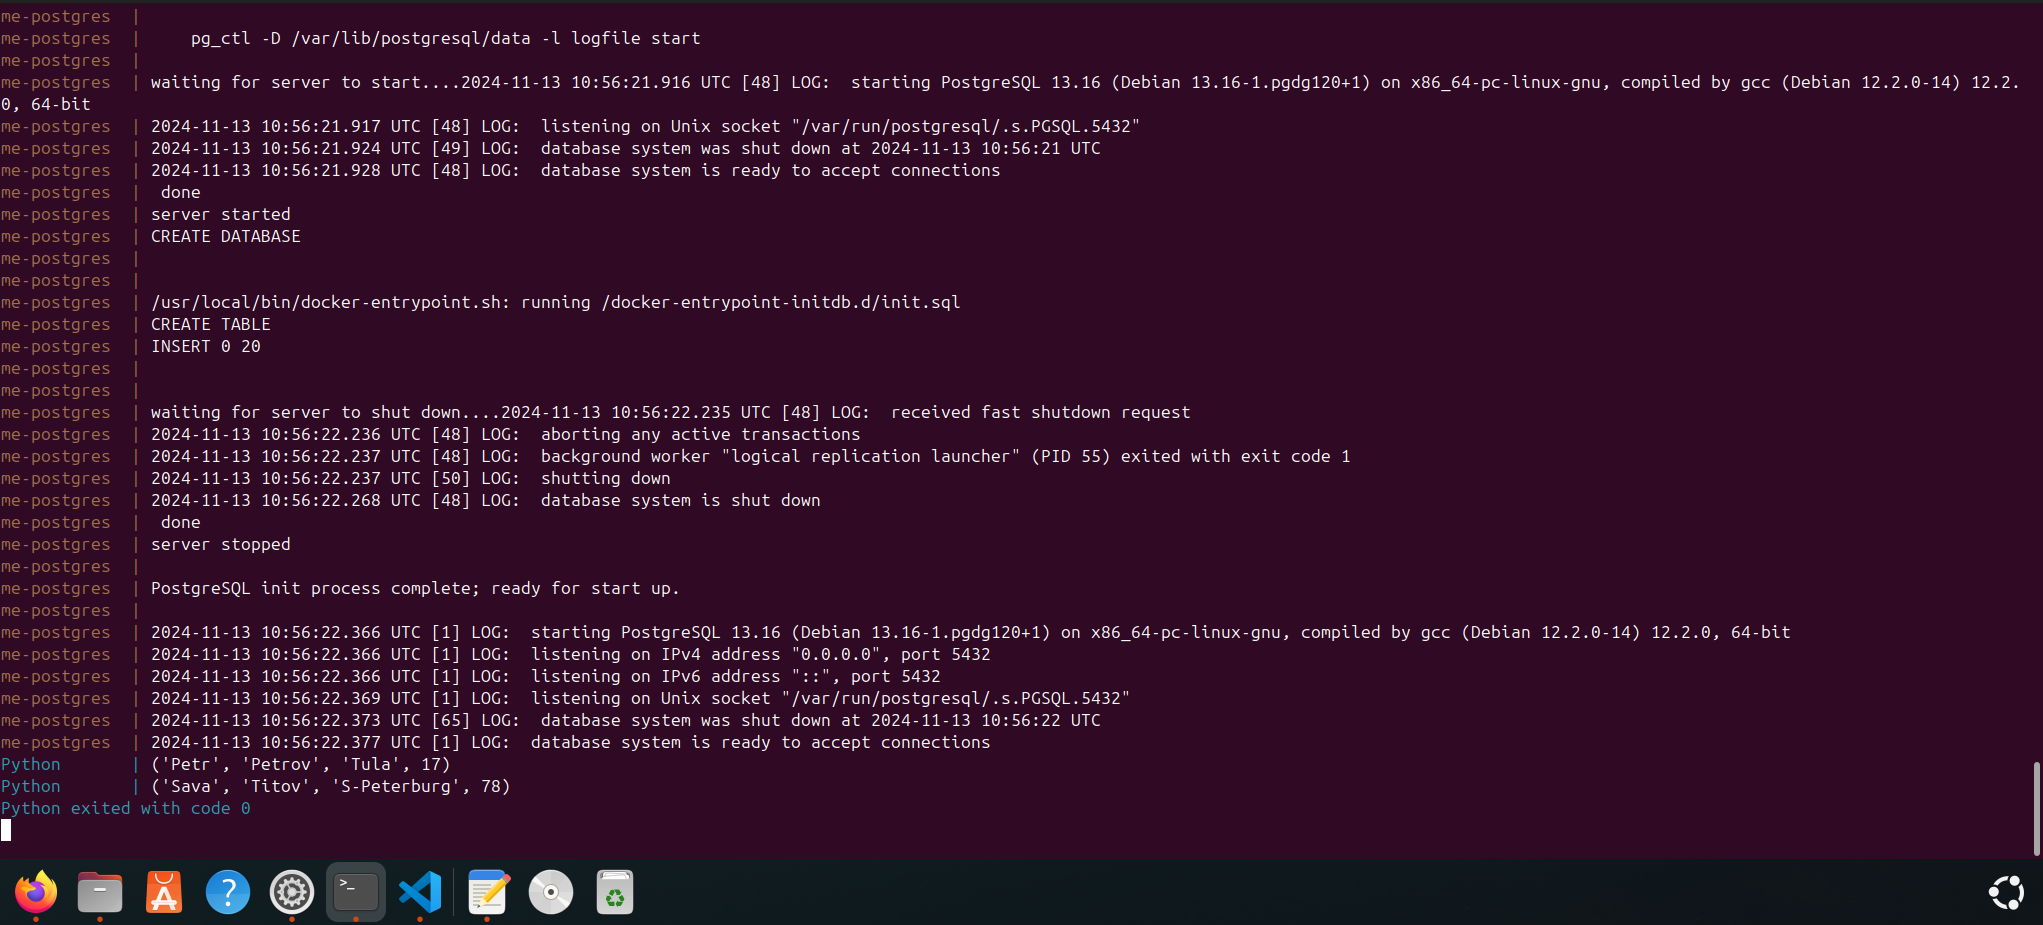 me-postgres  |
me-postgres  |     pg_ctl -D /var/lib/postgresql/data -l logfile start
me-postgres  |
me-postgres  | waiting for server to start....2024-11-13 10:56:21.916 UTC [48] LOG:  starting PostgreSQL 13.16 (Debian 13.16-1.pgdg120+1) on x86_64-pc-linux-gnu, compiled by gcc (Debian 12.2.0-14) 12.2.
0, 64-bit
me-postgres  | 2024-11-13 10:56:21.917 UTC [48] LOG:  listening on Unix socket "/var/run/postgresql/.s.PGSQL.5432"
me-postgres  | 2024-11-13 10:56:21.924 UTC [49] LOG:  database system was shut down at 2024-11-13 10:56:21 UTC
me-postgres  | 2024-11-13 10:56:21.928 UTC [48] LOG:  database system is ready to accept connections
me-postgres  |  done
me-postgres  | server started
me-postgres  | CREATE DATABASE
me-postgres  |
me-postgres  |
me-postgres  | /usr/local/bin/docker-entrypoint.sh: running /docker-entrypoint-initdb.d/init.sql
me-postgres  | CREATE TABLE
me-postgres  | INSERT 0 20
me-postgres  |
me-postgres  |
me-postgres  | waiting for server to shut down....2024-11-13 10:56:22.235 UTC [48] LOG:  received fast shutdown request
me-postgres  | 2024-11-13 10:56:22.236 UTC [48] LOG:  aborting any active transactions
me-postgres  | 2024-11-13 10:56:22.237 UTC [48] LOG:  background worker "logical replication launcher" (PID 55) exited with exit code 1
me-postgres  | 2024-11-13 10:56:22.237 UTC [50] LOG:  shutting down
me-postgres  | 2024-11-13 10:56:22.268 UTC [48] LOG:  database system is shut down
me-postgres  |  done
me-postgres  | server stopped
me-postgres  |
me-postgres  | PostgreSQL init process complete; ready for start up.
me-postgres  |
me-postgres  | 2024-11-13 10:56:22.366 UTC [1] LOG:  starting PostgreSQL 13.16 (Debian 13.16-1.pgdg120+1) on x86_64-pc-linux-gnu, compiled by gcc (Debian 12.2.0-14) 12.2.0, 64-bit
me-postgres  | 2024-11-13 10:56:22.366 UTC [1] LOG:  listening on IPv4 address "0.0.0.0", port 5432
me-postgres  | 2024-11-13 10:56:22.366 UTC [1] LOG:  listening on IPv6 address "::", port 5432
me-postgres  | 2024-11-13 10:56:22.369 UTC [1] LOG:  listening on Unix socket "/var/run/postgresql/.s.PGSQL.5432"
me-postgres  | 2024-11-13 10:56:22.373 UTC [65] LOG:  database system was shut down at 2024-11-13 10:56:22 UTC
me-postgres  | 2024-11-13 10:56:22.377 UTC [1] LOG:  database system is ready to accept connections
Python       | ('Petr', 'Petrov', 'Tula', 17)
Python       | ('Sava', 'Titov', 'S-Peterburg', 78)
Python exited with code 0